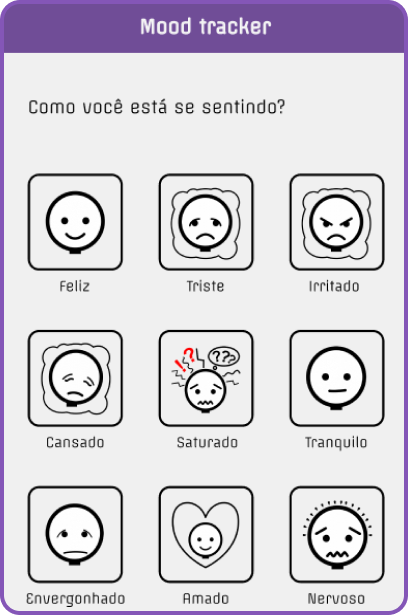 Mood tracker
Como você está se sentindo?
Feliz Triste Irritado
!? ???
Cansado Saturado Tranquilo
Envergonhado Amado Nervoso